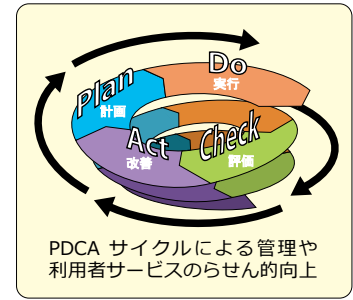 Plan
計画
Do
実行
Check
評価
Act
改善
PDCA サイクルによる管理や
利用者サービスのらせん的向上